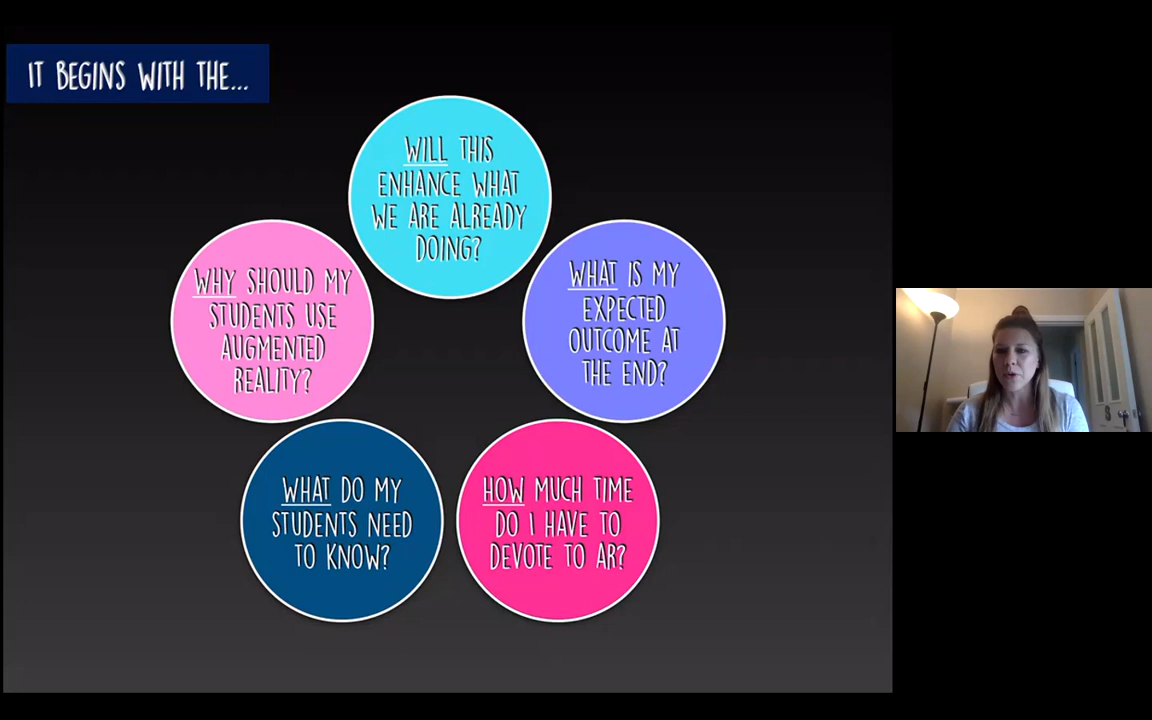 IT BEGINS WITH THE...
WILL THIS
ENHANCE WHAT
WE ARE ALREADY
DOING?
WHY SHOULD MY
STUDENTS USE
AUGMENTED
REALITY?
WHAT IS MY
EXPECTED
OUTCOME AT
THE END?
WHAT DO MY
STUDENTS NEED
TO KNOW?
HOW MUCH TIME
DO I HAVE TO
DEVOTE TO AR?